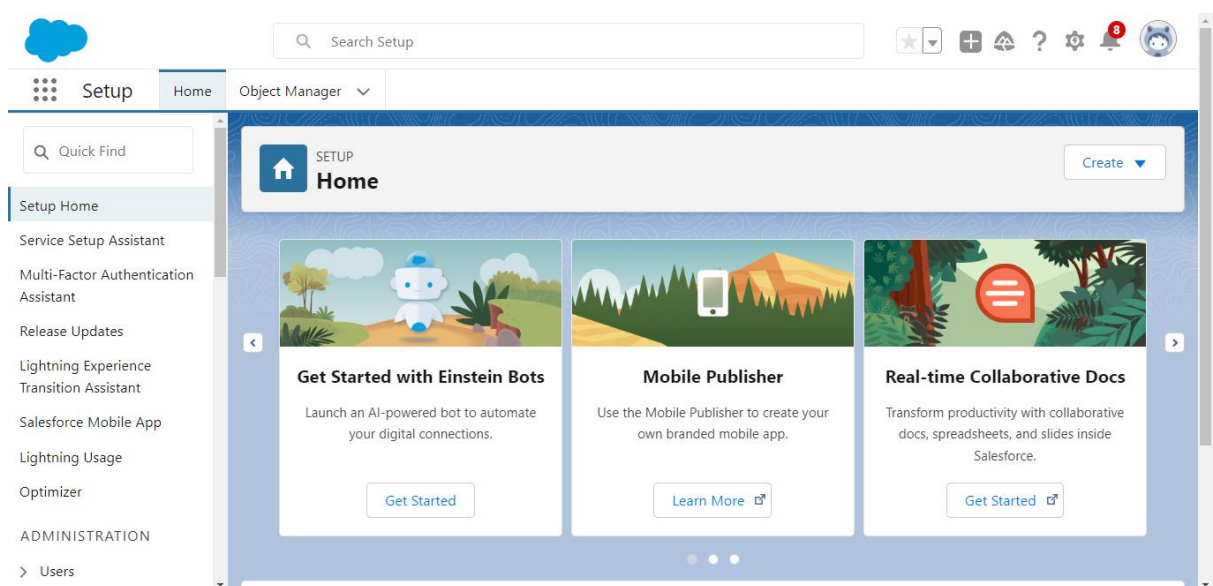 Search Setup
8
Setup
Home
Object Manager
Quick Find
Setup Home
Service Setup Assistant
Multi-Factor Authentication
Assistant
Release Updates
Lightning Experience
Transition Assistant
Salesforce Mobile App
Lightning Usage
Optimizer
ADMINISTRATION
Users
SETUP
Home
Create
Get Started with Einstein Bots
Launch an AI-powered bot to automate
your digital connections.
Get Started
Mobile Publisher
Use the Mobile Publisher to create your
own branded mobile app.
Learn More
Real-time Collaborative Docs
Transform productivity with collaborative
docs, spreadsheets, and slides inside
Salesforce.
Get Started